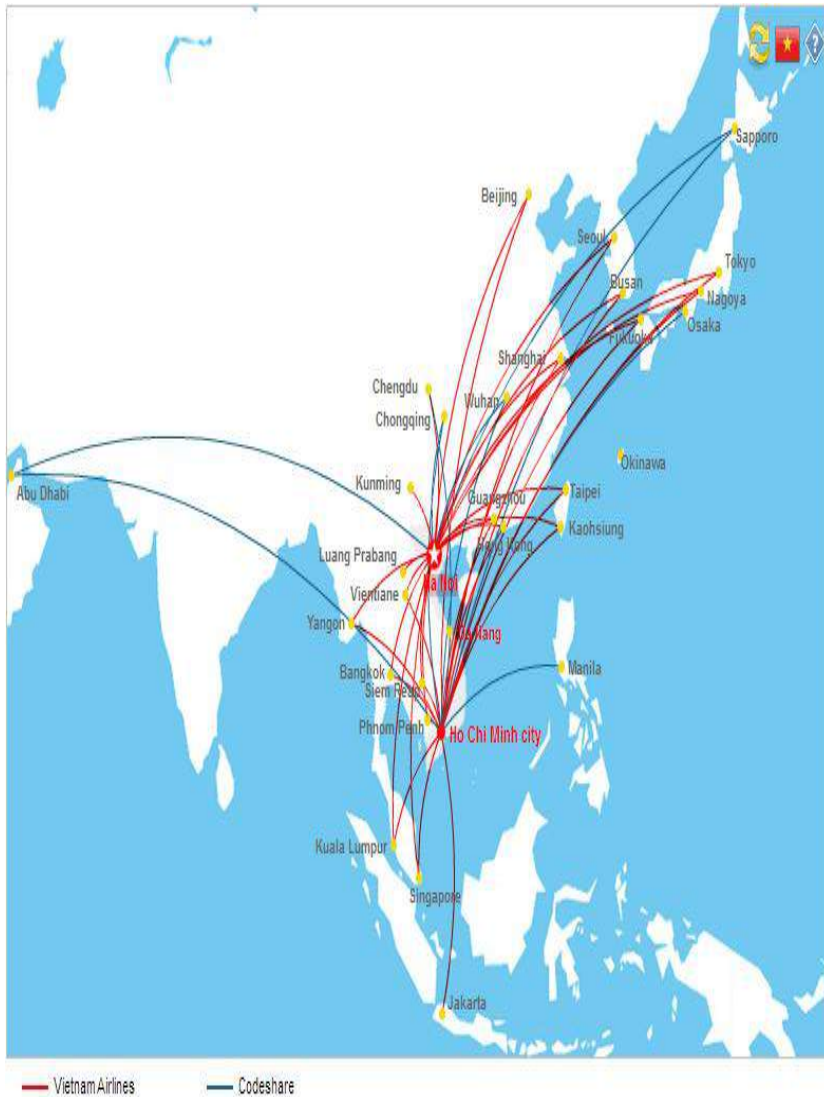 ?
Sapporo
Beijing
Seoul
Tokyo
Busan
Nagoya
Osaka
Fukuoka
Shanghai
Chengdu
Wuhan
Chongqing
Okinawa
Kunming
Abu Dhabi
Guangzhou
Taipei
Kaohsiung
Hong Kong
Luang Prabang
Ha Noi
Vientiane
Yangon
Da Nang
Bangkok
Manila
Siem Reap
Phnom Penh
Ho Chi Minh city
Kuala Lumpur
Singapore
Jakarta
Vietnam Airlines
Codeshare